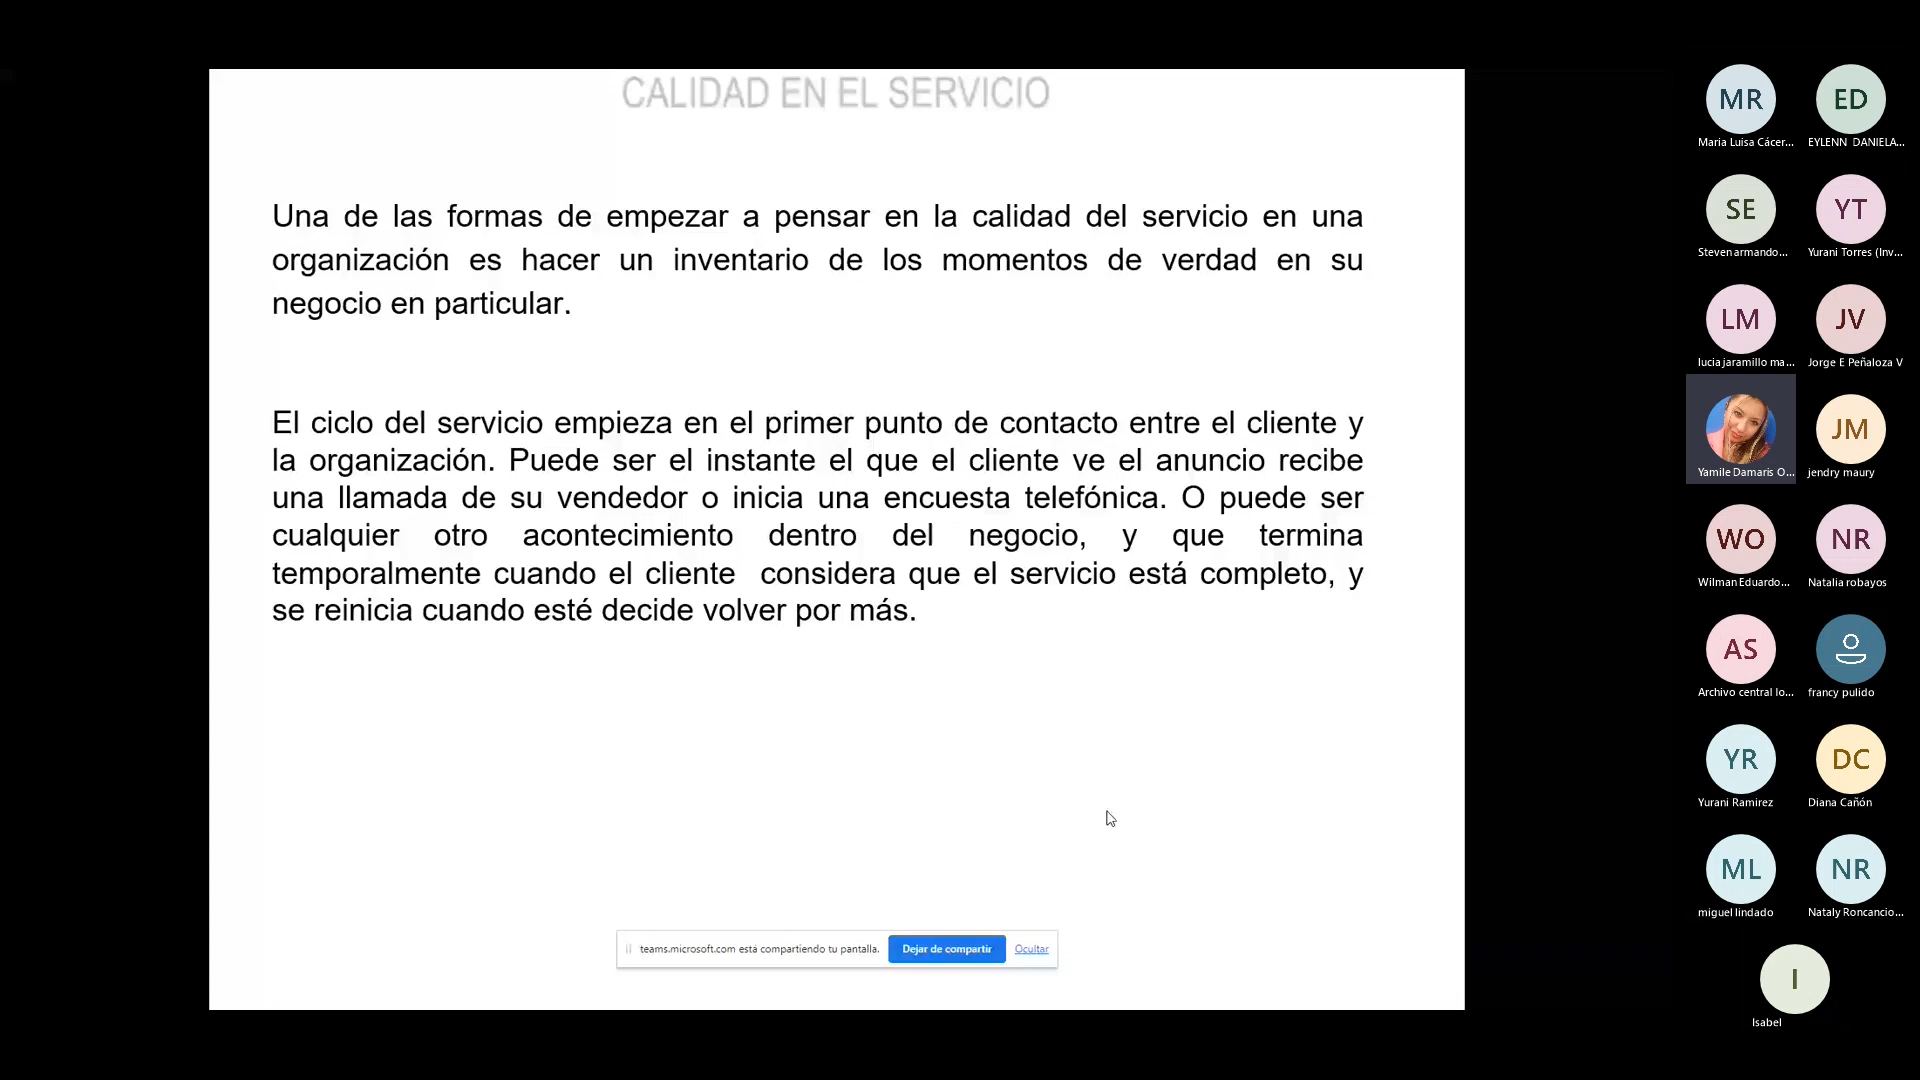 CALIDAD EN EL SERVICIO
Una de las formas de empezar a pensar en la calidad del servicio en una
organización es hacer un inventario de los momentos de verdad en su
negocio en particular.
El ciclo del servicio empieza en el primer punto de contacto entre el cliente y
la organización. Puede ser el instante el que el cliente ve el anuncio recibe
una llamada de su vendedor o inicia una encuesta telefónica. O puede ser
cualquier otro acontecimiento dentro del negocio, y que termina
temporalmente cuando el cliente considera que el servicio está completo, y
se reinicia cuando esté decide volver por más.
teams.microsoft.com está compartiendo tu pantalla. Dejar de compartir Ocultar
MR ED
Maria Luisa Cácer... EYLENN DANIELA...
SE YT
Steven armando... Yurani Torres (Inv...
LM JV
lucia jaramillo ma... Jorge E Peñaloza V
JM
Yamile Damaris O... jendry maury
WO NR
Wilman Eduardo... Natalia robayos
AS
Archivo central lo... francy pulido
YR DC
Yurani Ramirez Diana Cañón
ML NR
miguel lindado Nataly Roncancio...
I
Isabel